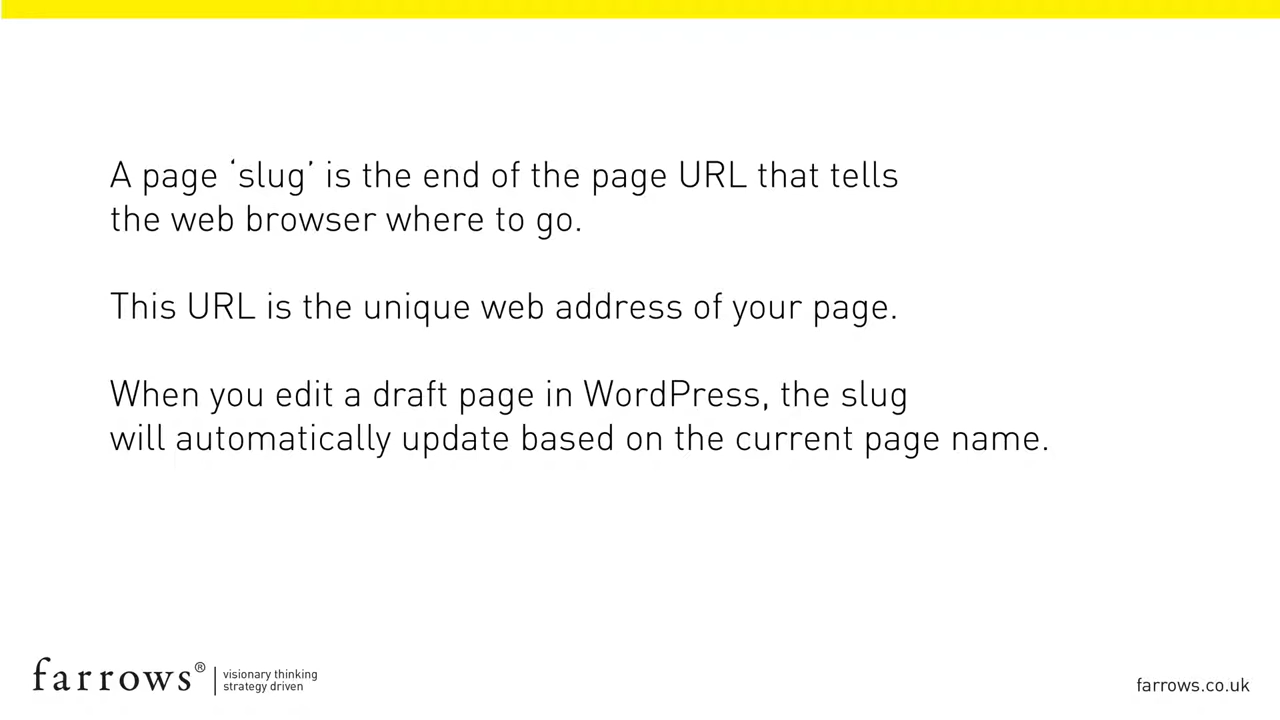 A page ‘slug’ is the end of the page URL that tells
the web browser where to go.
This URL is the unique web address of your page.
When you edit a draft page in WordPress, the slug
will automatically update based on the current page name.
farrows®
visionary thinking
strategy driven
farrows.co.uk